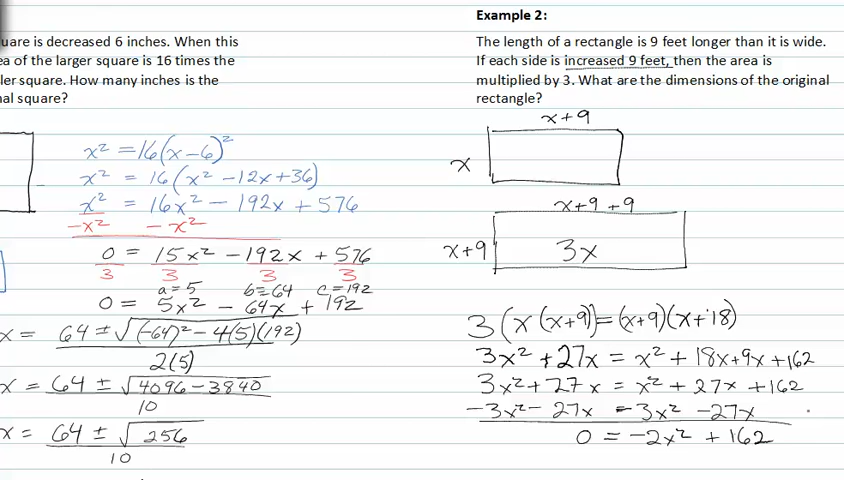 uare is decreased 6 inches. When this
ea of the larger square is 16 times the
ler square. How many inches is the
nal square?
x² = 16(x-6)²
x² = 16(x² - 12x + 36)
x² = 16x² - 192x + 576
-x² - x²
0 = 15x² - 192x + 576
3 3 3 3
a=5 b=64 c=192
0 = 5x² - 64x + 192
x = 64 ± √(-64)² - 4(5)(192)
2(5)
x = 64 ± √4096 - 3840
10
x = 64 ± √256
10
Example 2:
The length of a rectangle is 9 feet longer than it is wide.
If each side is increased 9 feet, then the area is
multiplied by 3. What are the dimensions of the original
rectangle?
x+9
x
x+9+9
x+9 3x
3(x(x+9)=(x+9)(x+18)
3x² + 27x = x² + 18x + 9x + 162
3x² + 27x = x² + 27x + 162
-3x² - 27x -3x² - 27x
0 = -2x² + 162